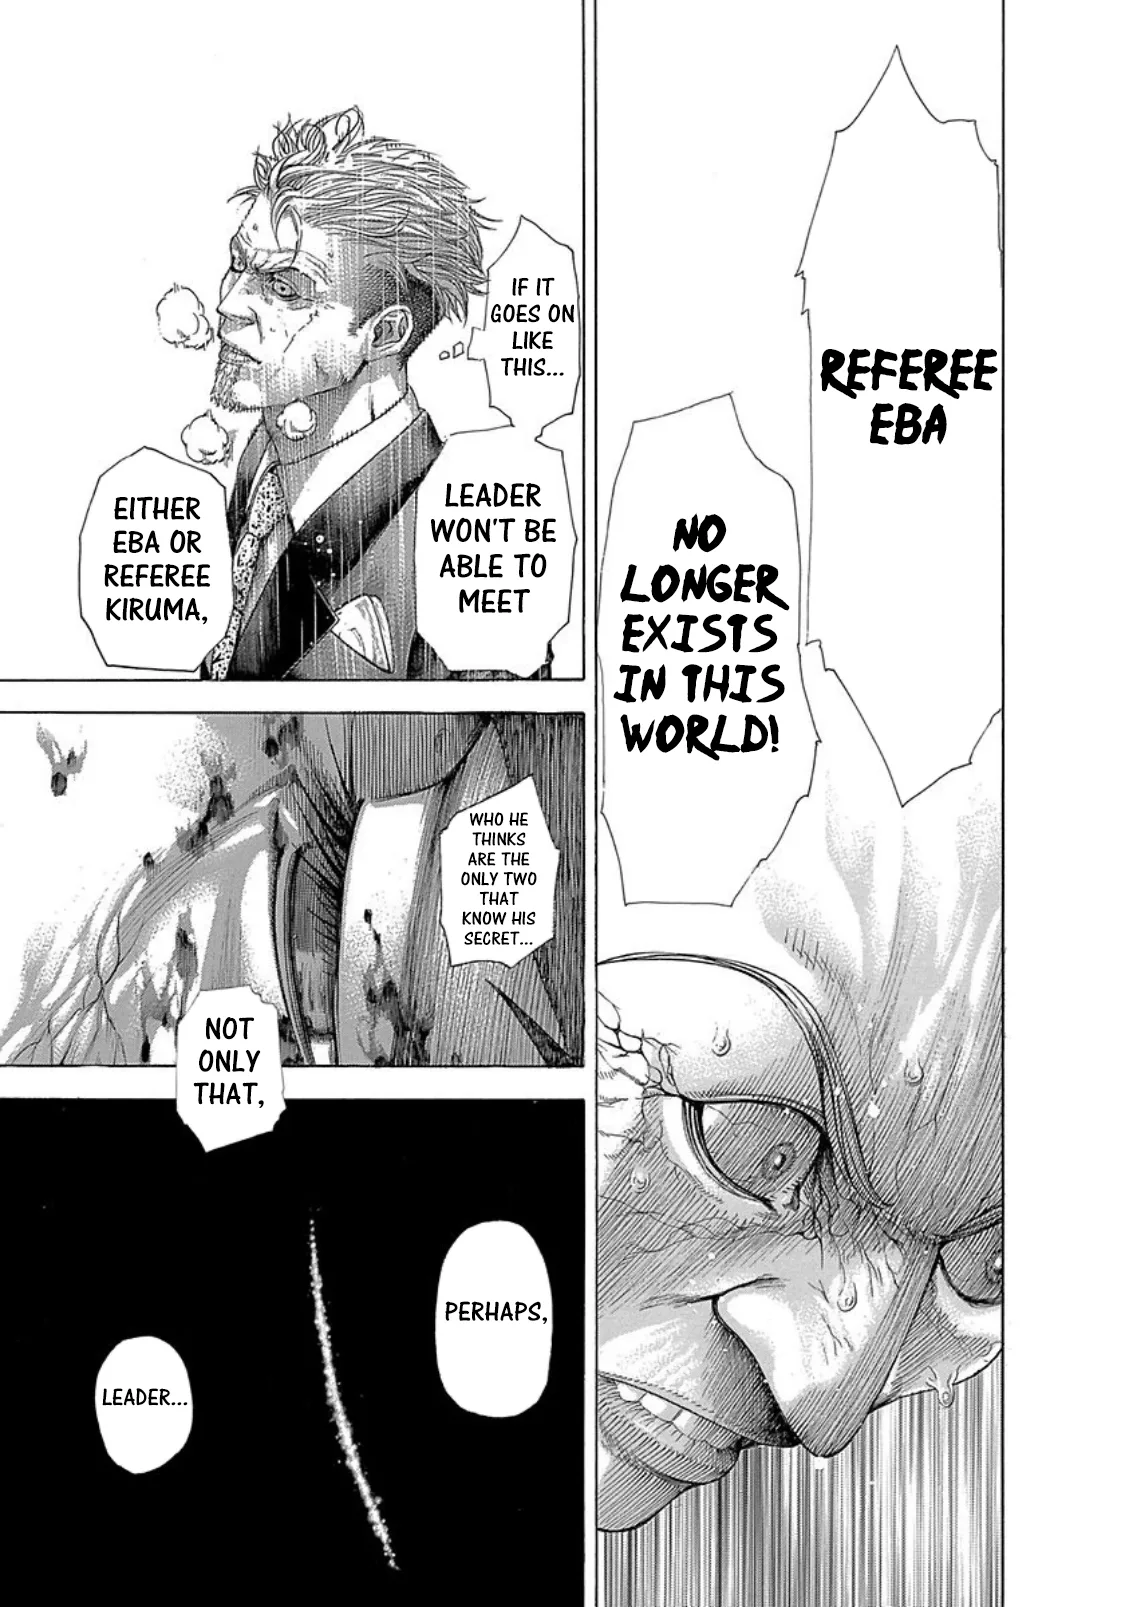 REFEREE
EBA
NO
LONGER
EXISTS
IN THIS
WORLD!
IF IT
GOES ON
LIKE
THIS...
LEADER
WON'T BE
ABLE TO
MEET
EITHER
EBA OR
REFEREE
KIRUMA,
WHO HE
THINKS
ARE THE
ONLY TWO
THAT
KNOW HIS
SECRET...
NOT
ONLY
THAT,
PERHAPS,
LEADER...